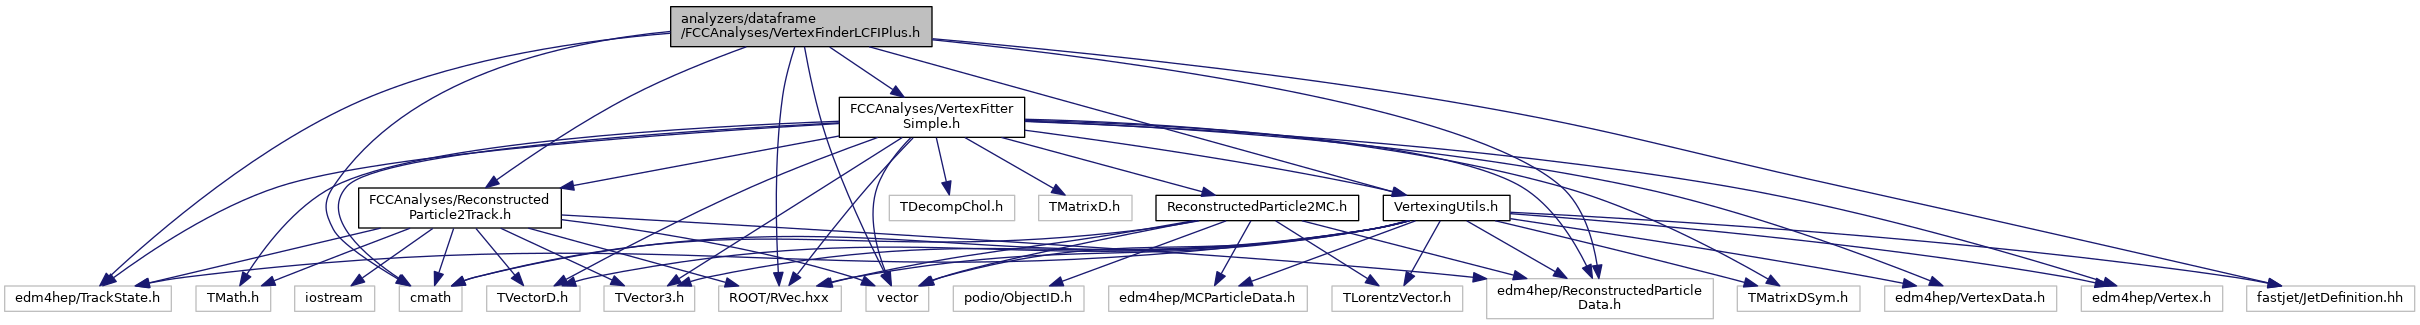 analyzers/dataframe
/FCCAnalyses/VertexFinderLCFIPlus.h
FCCAnalyses/VertexFitter
Simple.h
FCCAnalyses/Reconstructed
Particle2Track.h
TDecompChol.h
TMatrixD.h
ReconstructedParticle2MC.h
VertexingUtils.h
edm4hep/TrackState.h
TMath.h
iostream
cmath
TVectorD.h
TVector3.h
ROOT/RVec.hxx
vector
podio/ObjectID.h
edm4hep/MCParticleData.h
TLorentzVector.h
edm4hep/ReconstructedParticle
Data.h
TMatrixDSym.h
edm4hep/VertexData.h
edm4hep/Vertex.h
fastjet/JetDefinition.hh